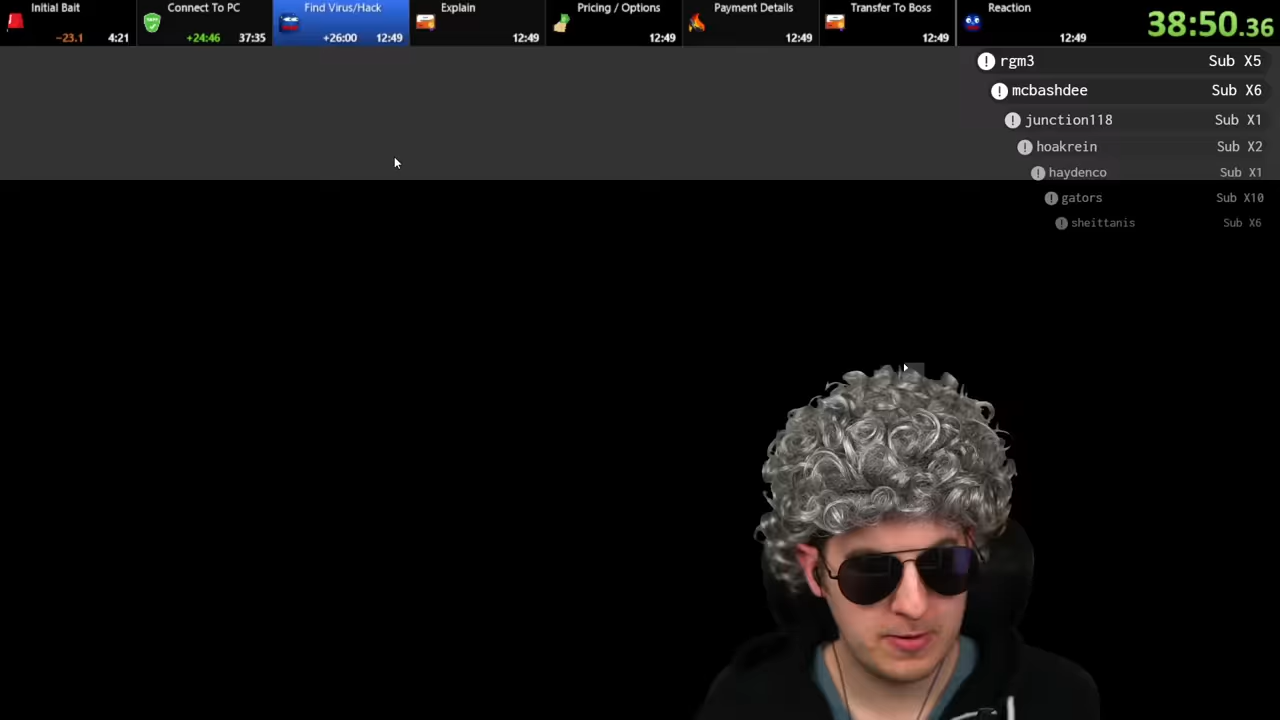 Initial Bait
−23.1 4:21
Connect To PC
+24:46 37:35
Find Virus/Hack
+26:00 12:49
Explain
12:49
Pricing / Options
12:49
Payment Details
12:49
Transfer To Boss
12:49
Reaction
12:49
38:50.36
rgm3 Sub X5
mcbashdee Sub X6
junction118 Sub X1
hoakrein Sub X2
haydenco Sub X1
gators Sub X10
sheittanis Sub X6